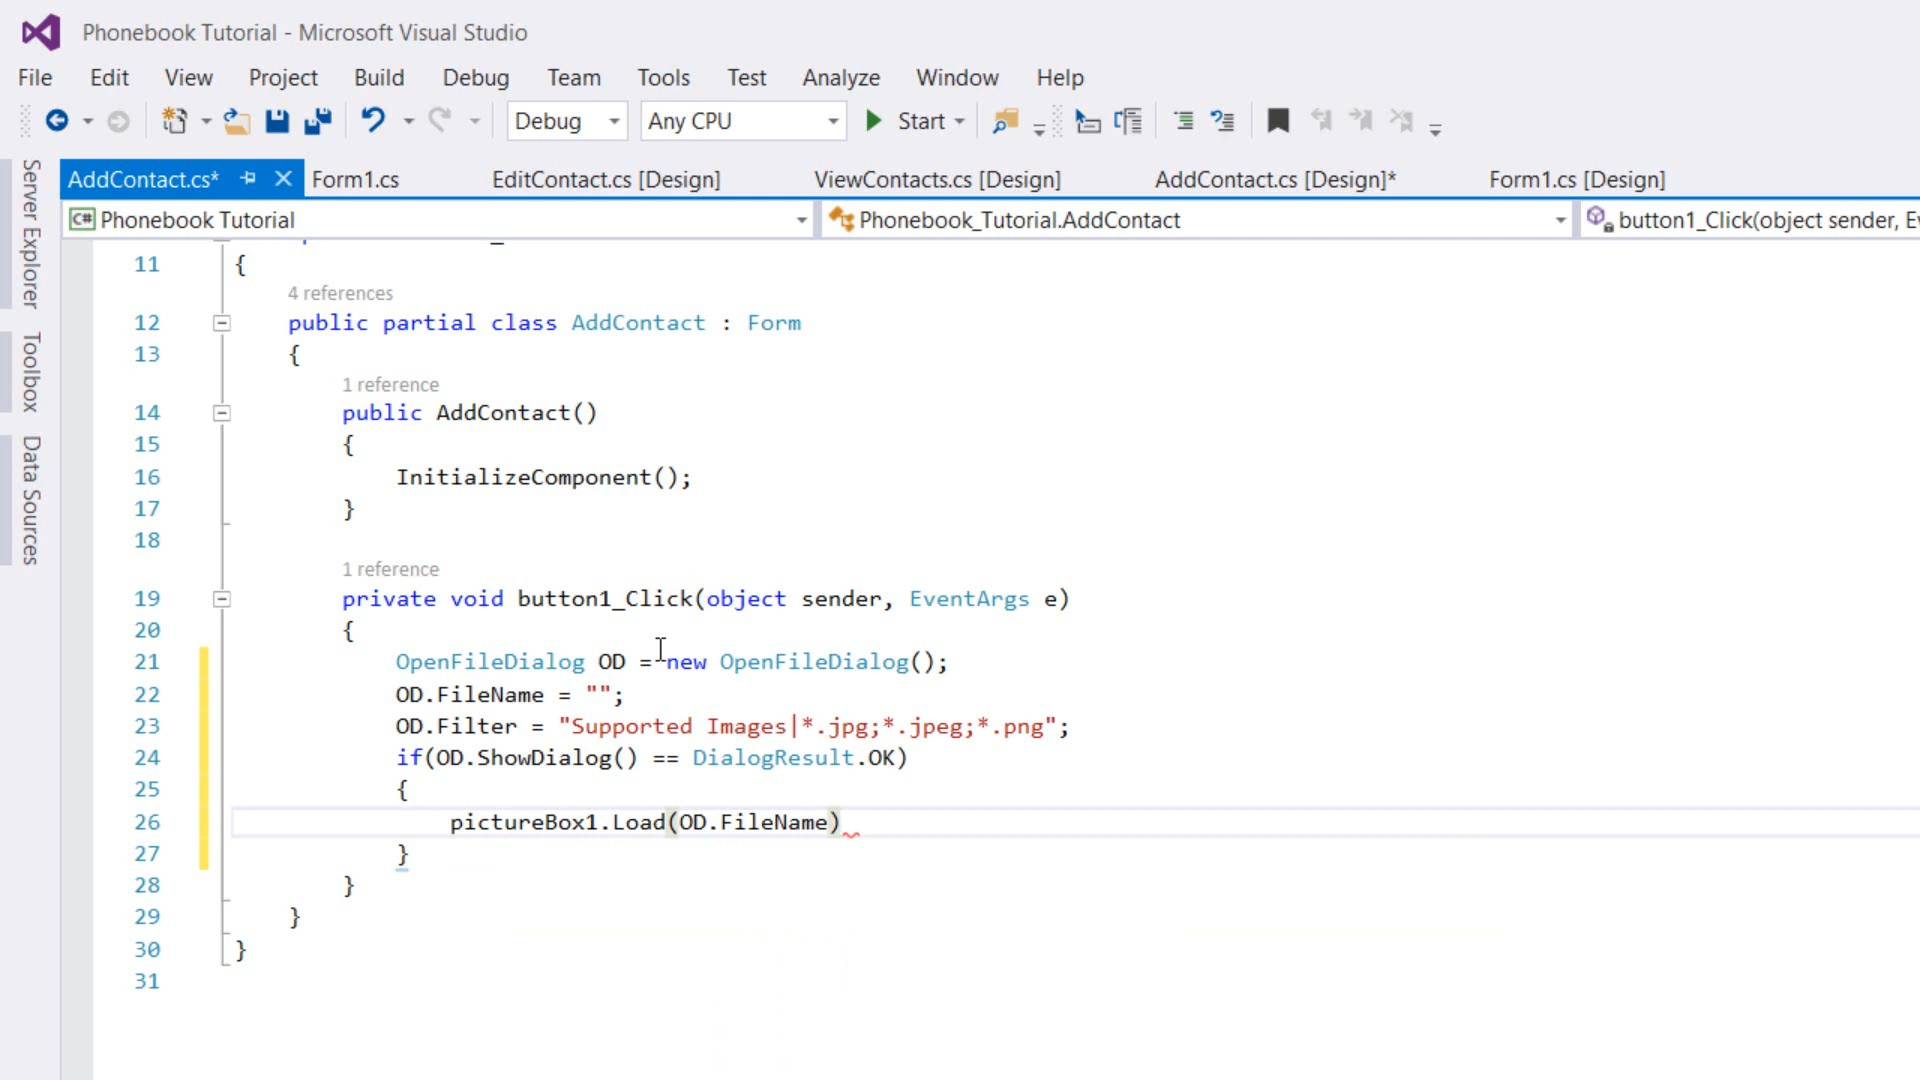 Phonebook Tutorial - Microsoft Visual Studio
File Edit View Project Build Debug Team Tools Test Analyze Window Help
Debug Any CPU Start
Server Explorer
Toolbox
Data Sources
AddContact.cs* Form1.cs EditContact.cs [Design] ViewContacts.cs [Design] AddContact.cs [Design]* Form1.cs [Design]
C# Phonebook Tutorial Phonebook_Tutorial.AddContact button1_Click(object sender, Ev
11 {
4 references
12 public partial class AddContact : Form
13 {
1 reference
14 public AddContact()
15 {
16 InitializeComponent();
17 }
18
1 reference
19 private void button1_Click(object sender, EventArgs e)
20 {
21 OpenFileDialog OD = new OpenFileDialog();
22 OD.FileName = "";
23 OD.Filter = "Supported Images|*.jpg;*.jpeg;*.png";
24 if(OD.ShowDialog() == DialogResult.OK)
25 {
26 pictureBox1.Load(OD.FileName)
27 }
28 }
29 }
30 }
31